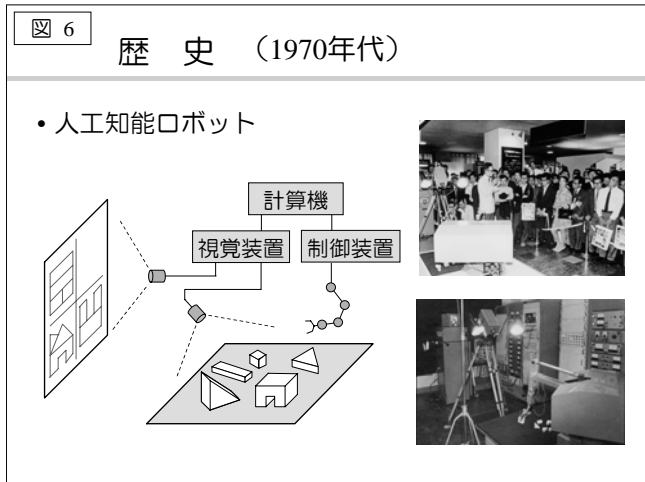 図 6
歴 史 （1970年代）
• 人工知能ロボット
計算機
視覚装置 制御装置